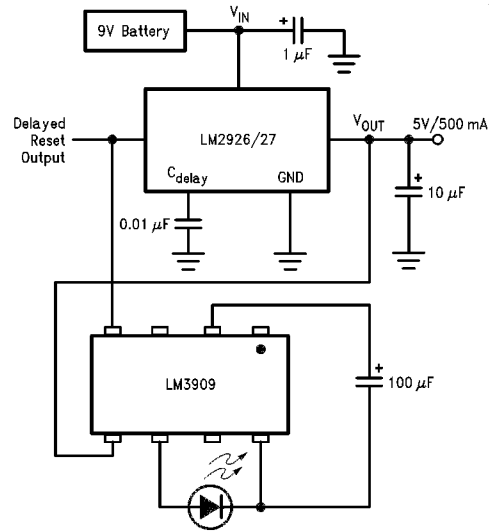 9V Battery
V_IN
+
1 μF
Delayed
Reset
Output
LM2926/27
V_OUT
5V/500 mA
C_delay
GND
+
10 μF
0.01 μF
LM3909
+
100 μF